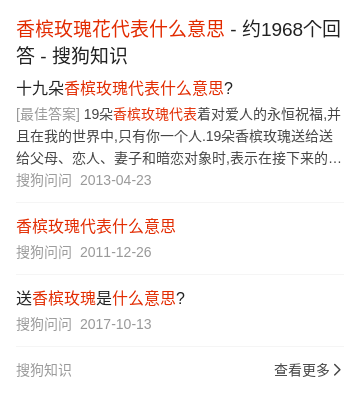 香槟玫瑰花代表什么意思 - 约1968个回
答 - 搜狗知识
十九朵香槟玫瑰代表什么意思?
[最佳答案] 19朵香槟玫瑰代表着对爱人的永恒祝福,并
且在我的世界中,只有你一个人.19朵香槟玫瑰送给送
给父母、恋人、妻子和暗恋对象时,表示在接下来的...
搜狗问问 2013-04-23
香槟玫瑰代表什么意思
搜狗问问 2011-12-26
送香槟玫瑰是什么意思?
搜狗问问 2017-10-13
搜狗知识 查看更多